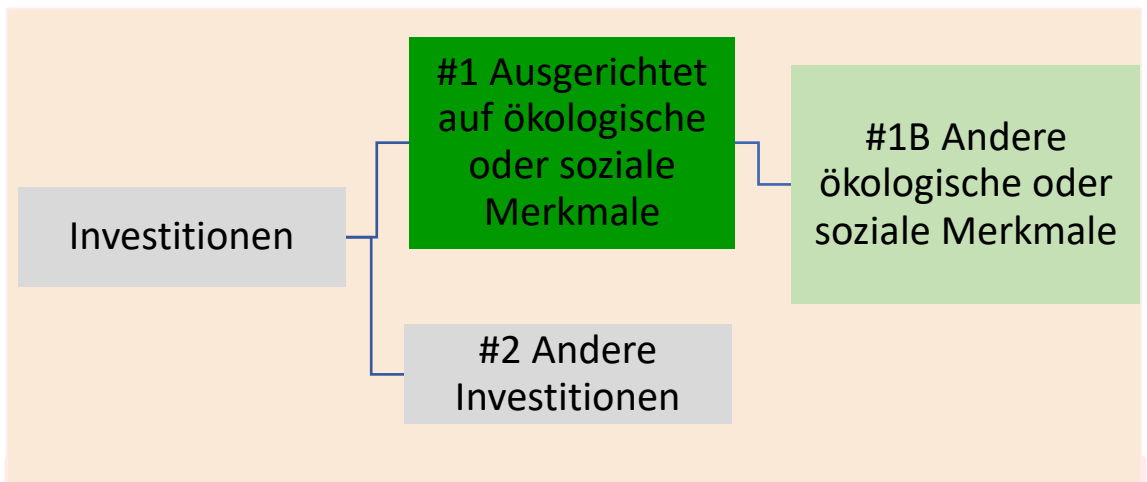 Investitionen
#1 Ausgerichtet
auf ökologische
oder soziale
Merkmale
#1B Andere
ökologische oder
soziale Merkmale
#2 Andere
Investitionen